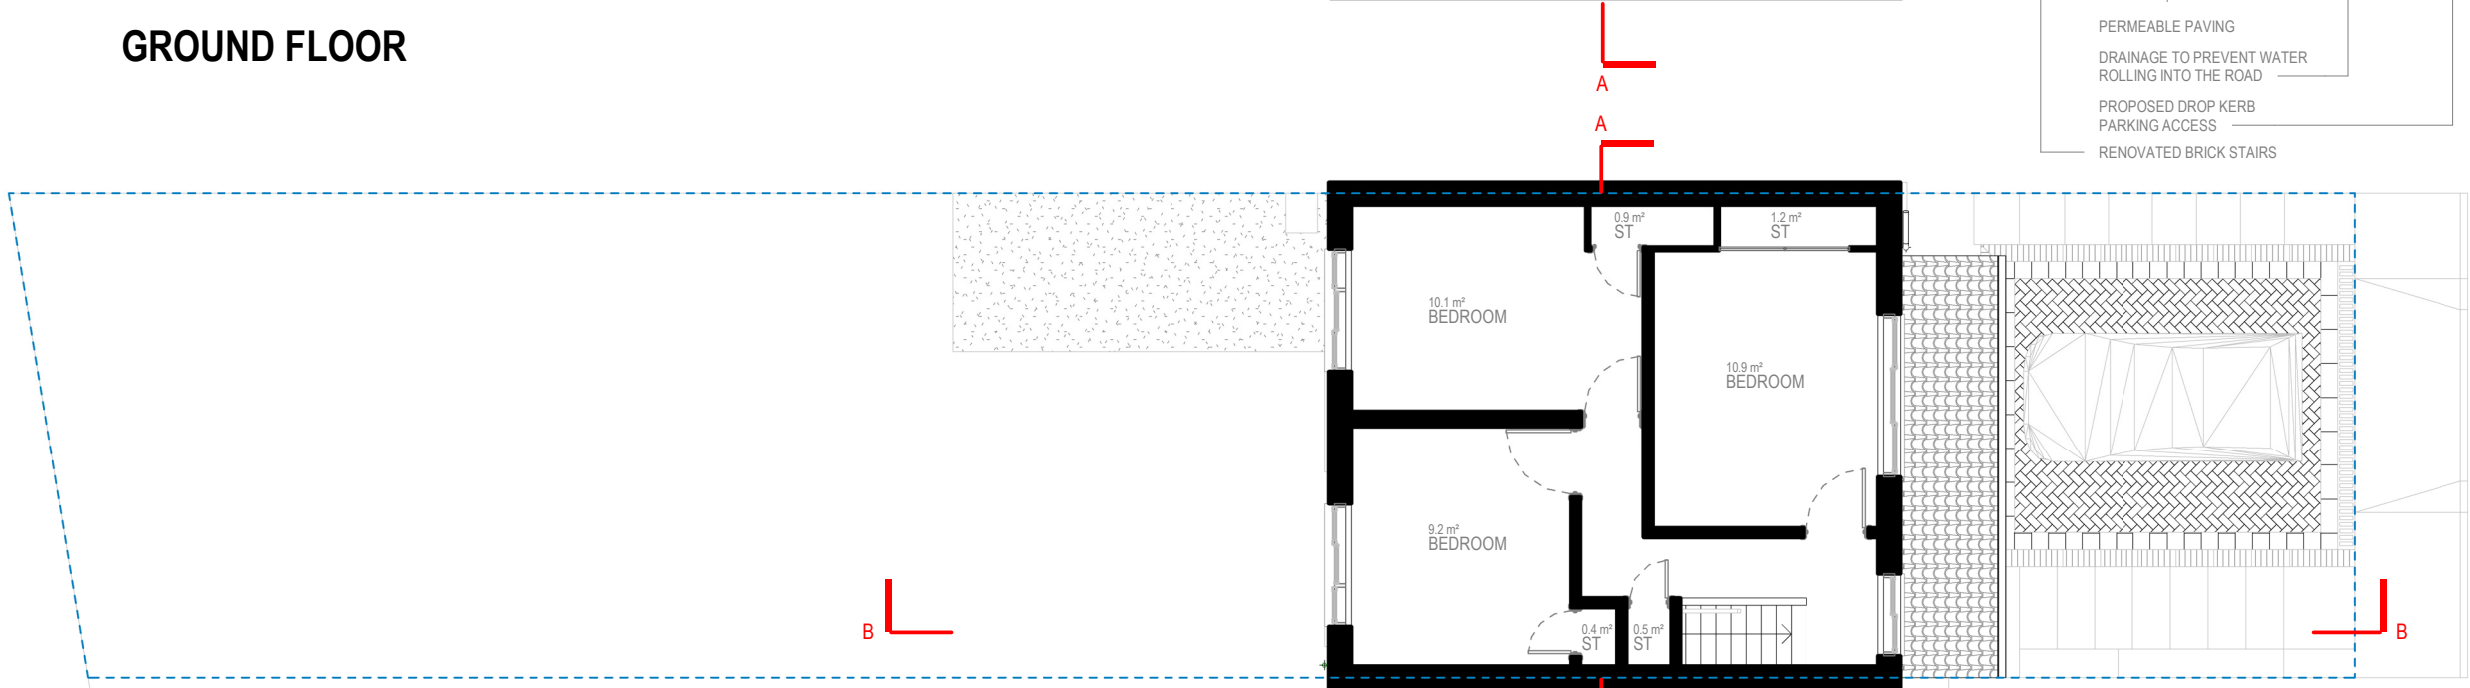 GROUND FLOOR
PERMEABLE PAVING
DRAINAGE TO PREVENT WATER
ROLLING INTO THE ROAD
PROPOSED DROP KERB
PARKING ACCESS
RENOVATED BRICK STAIRS
A
A
0.9 m²
ST
1.2 m²
ST
10.1 m²
BEDROOM
10.9 m²
BEDROOM
9.2 m²
BEDROOM
0.4 m²
ST
0.5 m²
ST
B
B